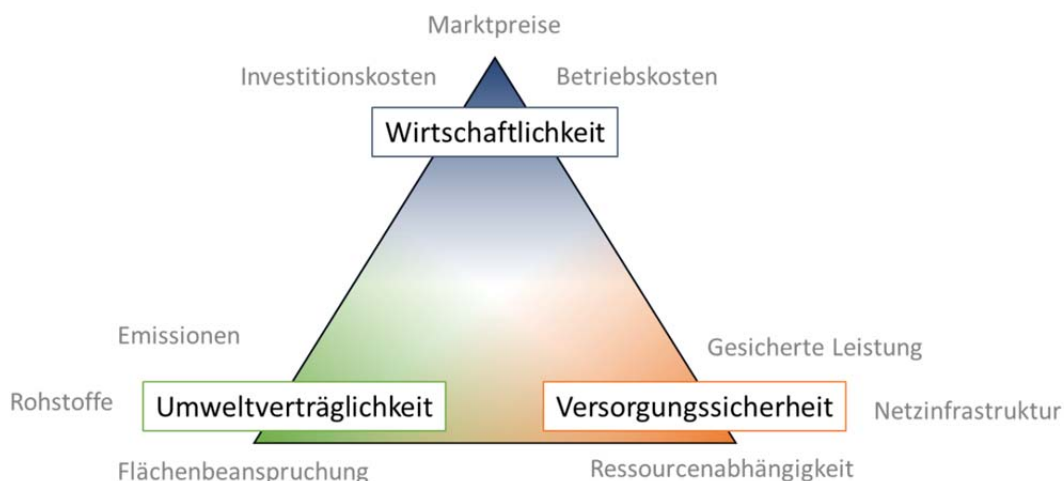 Marktpreise
Investitionskosten
Betriebskosten
Wirtschaftlichkeit
Emissionen
Gesicherte Leistung
Rohstoffe
Umweltverträglichkeit
Versorgungssicherheit
Netzinfrastruktur
Flächenbeanspruchung
Ressourcenabhängigkeit